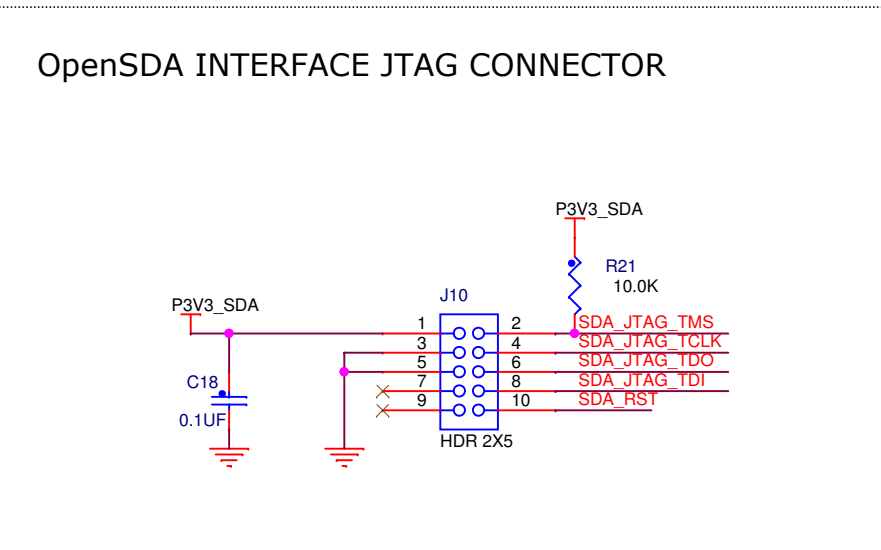 OpenSDA INTERFACE JTAG CONNECTOR
P3V3_SDA
R21
10.0K
J10
P3V3_SDA
1 2 SDA_JTAG_TMS
3 4 SDA_JTAG_TCLK
5 6 SDA_JTAG_TDO
7 8 SDA_JTAG_TDI
C18
9 10 SDA_RST
0.1UF
HDR 2X5